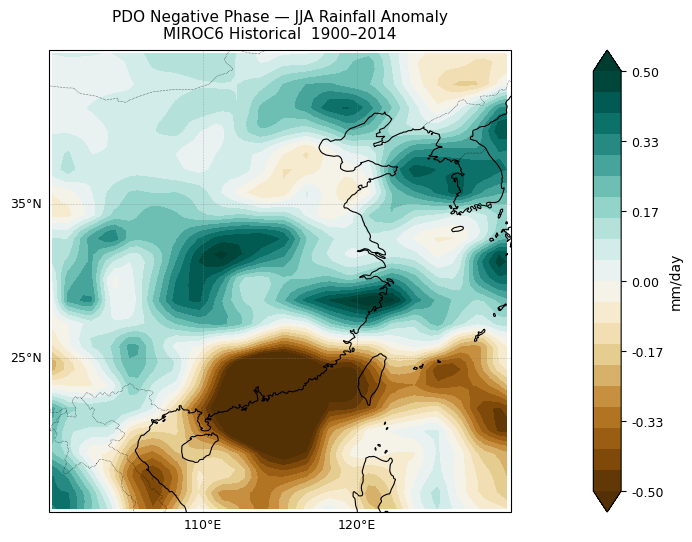 PDO Negative Phase — JJA Rainfall Anomaly
MIROC6 Historical  1900–2014
0.50
0.33
35°N
0.17
0.00
mm/day
25°N
-0.17
-0.33
-0.50
110°E
120°E